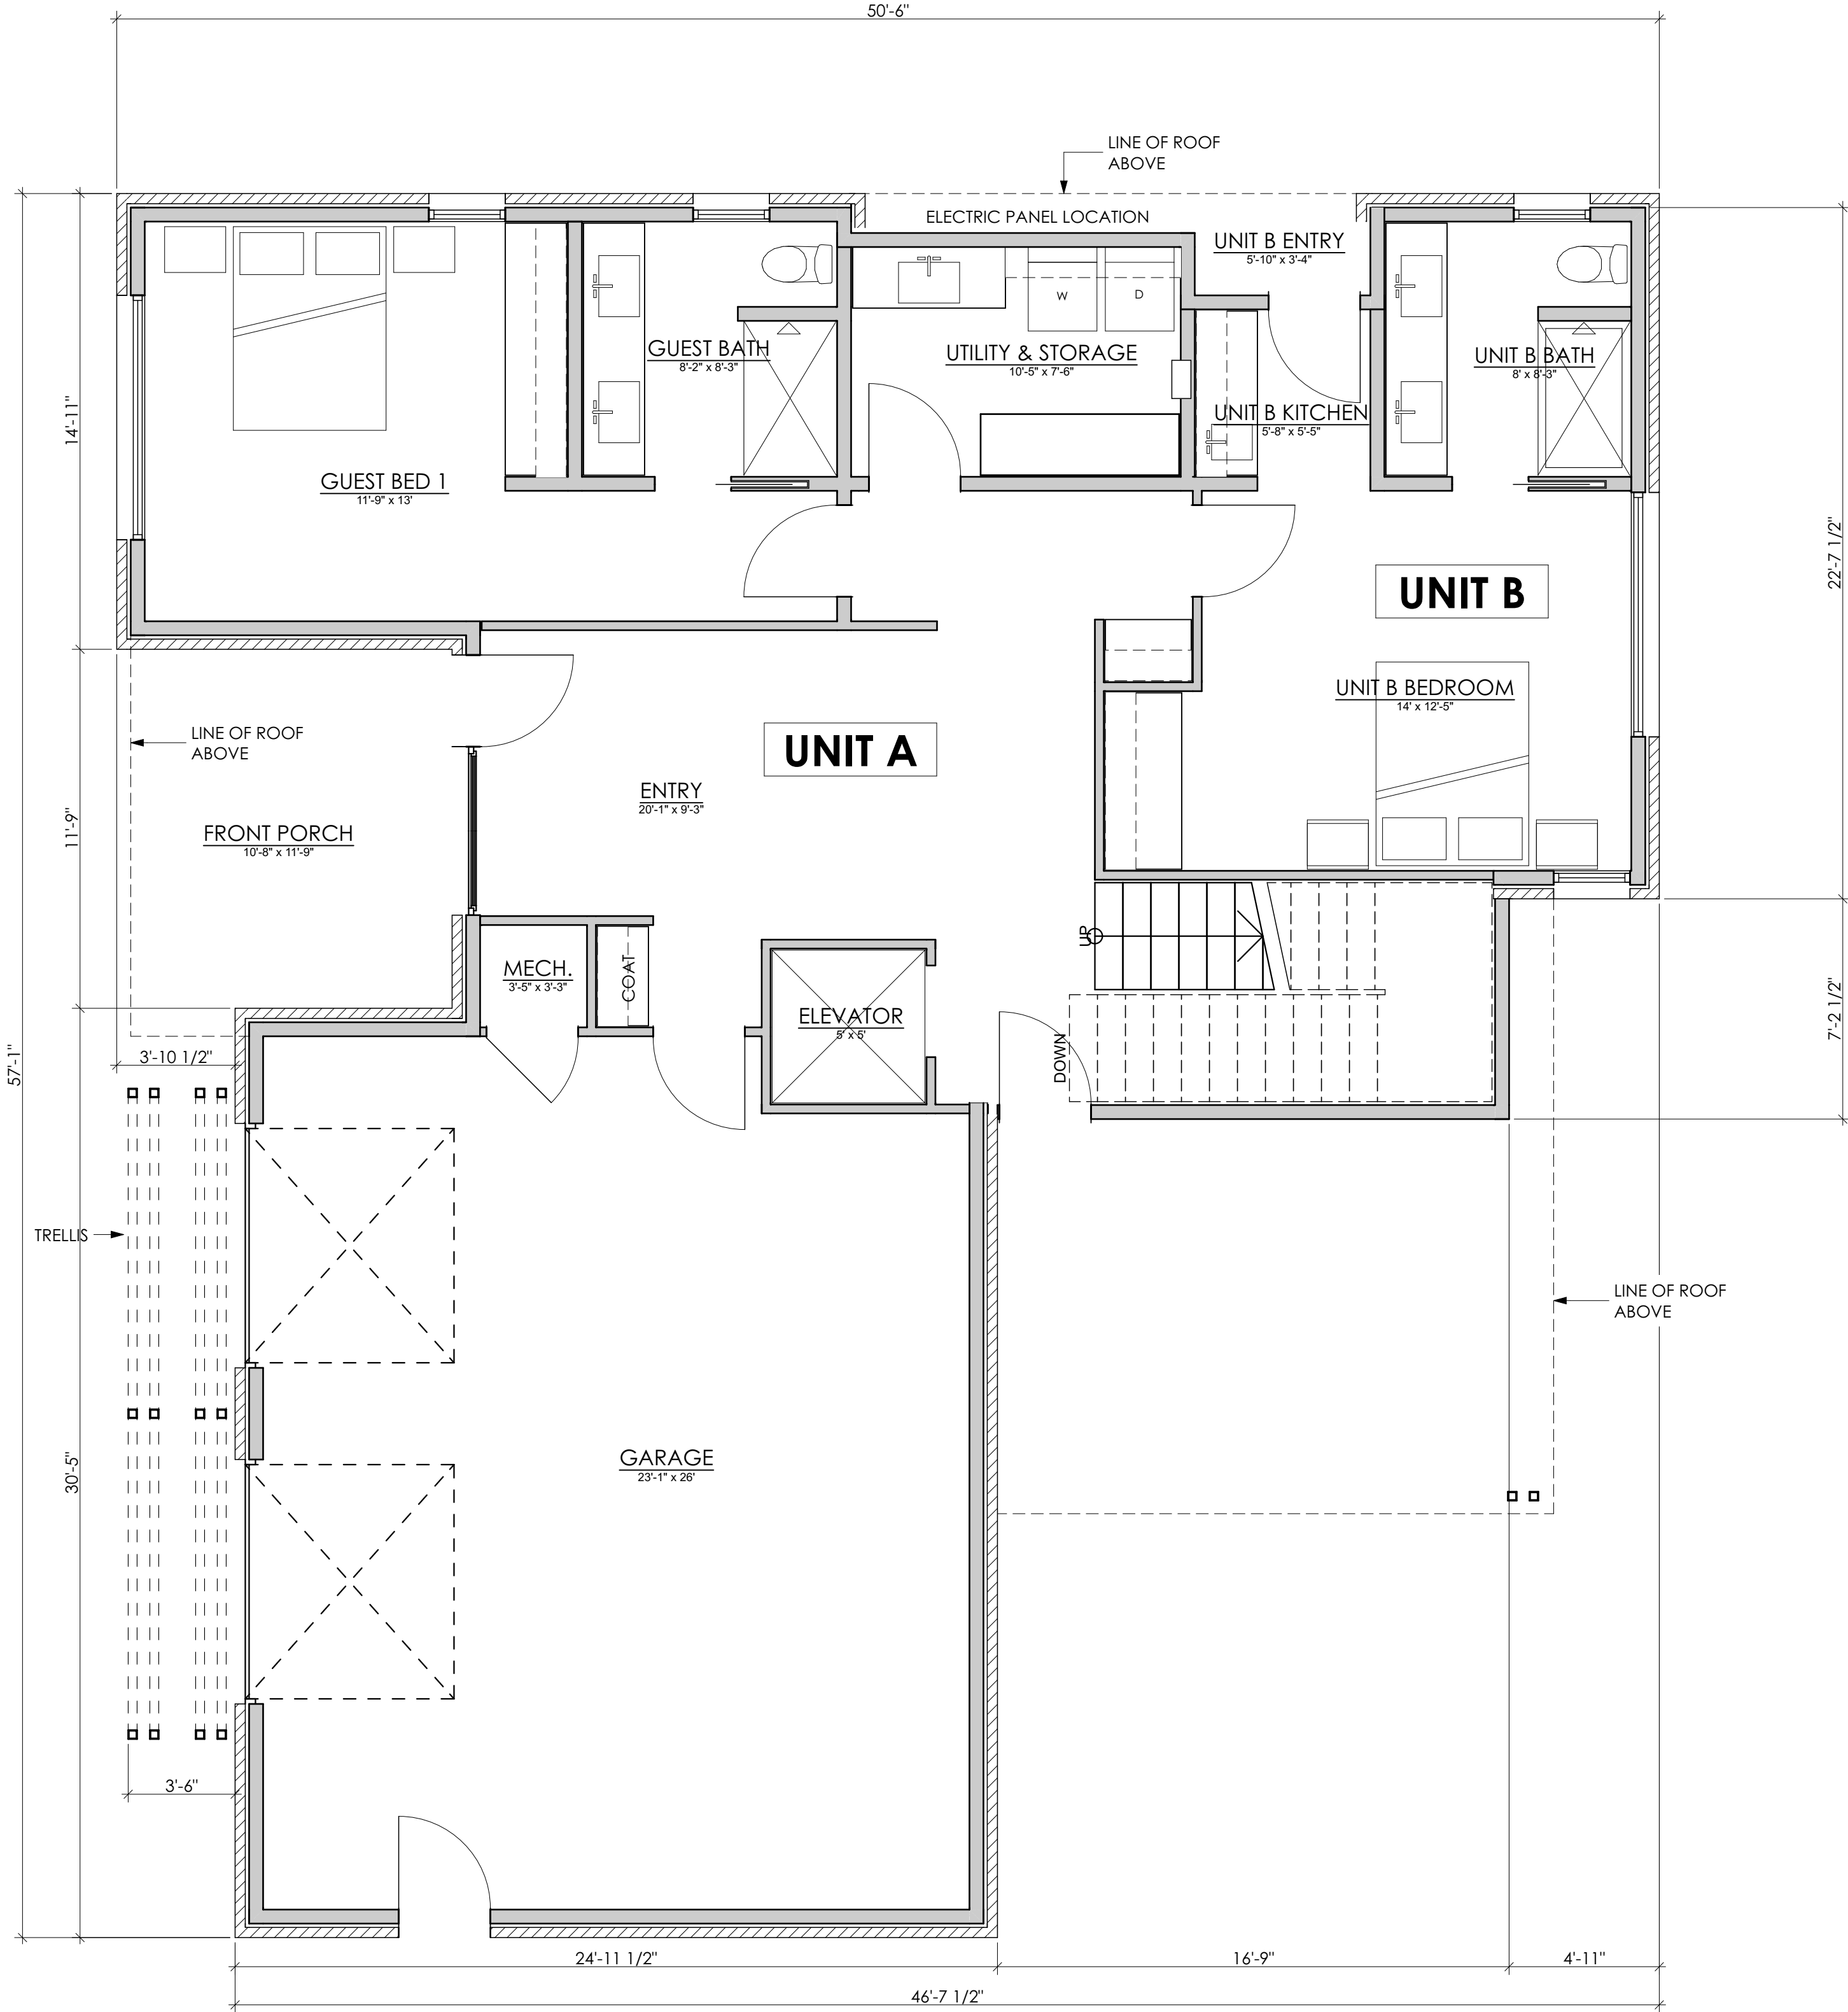 50'-6"
LINE OF ROOF
ABOVE
ELECTRIC PANEL LOCATION
UNIT B ENTRY
5'-10" x 3'-4"
W
D
GUEST BATH
8'-2" x 8'-3"
UTILITY & STORAGE
10'-5" x 7'-6"
UNIT B BATH
8' x 8'-3"
UNIT B KITCHEN
5'-8" x 5'-5"
14'-11"
GUEST BED 1
11'-9" x 13'
22'-7 1/2"
UNIT B
UNIT B BEDROOM
14' x 12'-5"
LINE OF ROOF
ABOVE
UNIT A
ENTRY
20'-1" x 9'-3"
11'-9"
FRONT PORCH
10'-8" x 11'-9"
UP
MECH.
3'-5" x 3'-3"
COAT
ELEVATOR
5' x 5'
DOWN
7'-2 1/2"
57'-1"
3'-10 1/2"
TRELLIS
LINE OF ROOF
ABOVE
GARAGE
23'-1" x 26'
30'-5"
3'-6"
24'-11 1/2"
16'-9"
4'-11"
46'-7 1/2"